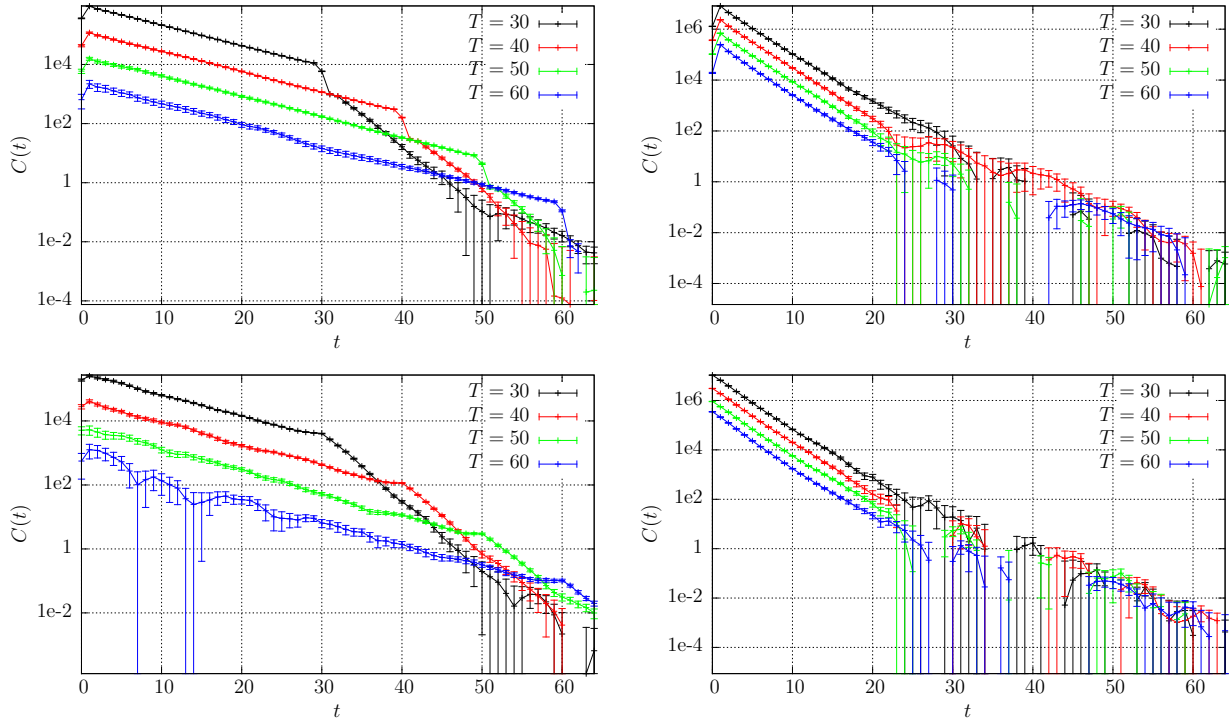 T = 30
T = 40
T = 50
T = 60
1e4
1e2
1
1e-2
1e-4
C(t)
0 10 20 30 40 50 60
t
T = 30
T = 40
T = 50
T = 60
1e6
1e4
1e2
1
1e-2
1e-4
C(t)
0 10 20 30 40 50 60
t
T = 30
T = 40
T = 50
T = 60
1e4
1e2
1
1e-2
C(t)
0 10 20 30 40 50 60
t
T = 30
T = 40
T = 50
T = 60
1e6
1e4
1e2
1
1e-2
1e-4
C(t)
0 10 20 30 40 50 60
t